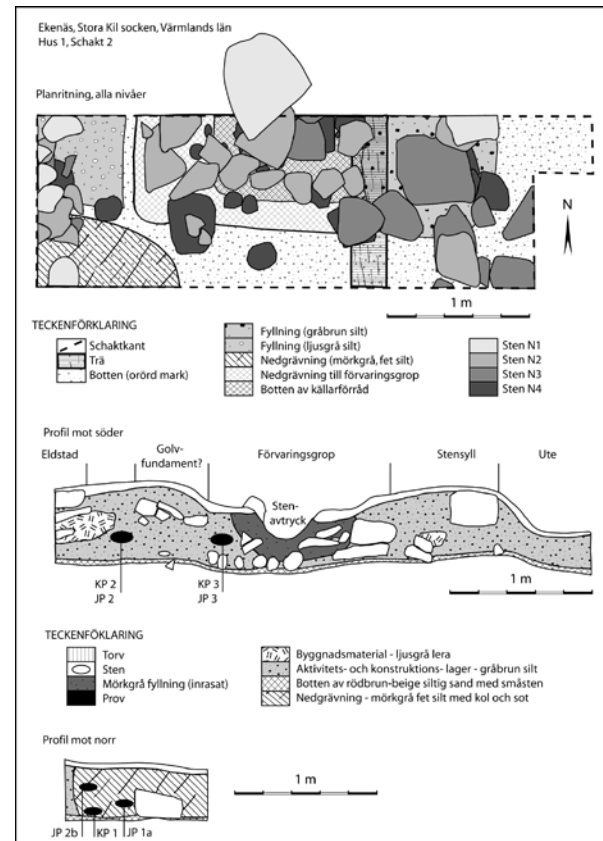 Ekenäs, Stora Kil socken, Värmlands län
Hus 1, Schakt 2
Planritning, alla nivåer
N
1 m
TECKENFÖRKLARING
Schaktkant
Trä
Botten (orörd mark)
Fyllning (gråbrun silt)
Fyllning (ljusgrå silt)
Nedgrävning (mörkgrå, fet silt)
Nedgrävning till förvaringsgrop
Botten av källarförråd
Sten N1
Sten N2
Sten N3
Sten N4
Profil mot söder
Eldstad
Golv-
fundament?
Förvaringsgrop
Stensyll
Ute
Sten-
avtryck
KP 2
JP 2
KP 3
JP 3
1 m
TECKENFÖKLARING
Torv
Sten
Mörkgrå fyllning (inrasat)
Prov
Byggnadsmaterial - ljusgrå lera
Aktivitets- och konstruktions- lager - gråbrun silt
Botten av rödbrun-beige siltig sand med småsten
Nedgrävning - mörkgrå fet silt med kol och sot
Profil mot norr
1 m
JP 2b KP 1 JP 1a